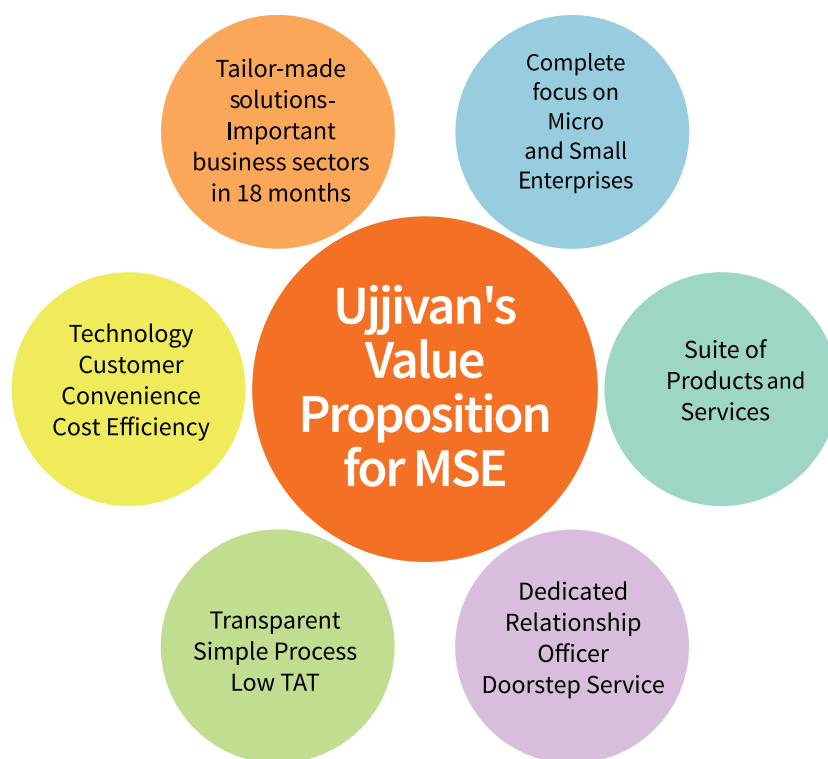 Tailor-made
solutions-
Important
business sectors
in 18 months
Complete
focus on
Micro
and Small
Enterprises
Ujjivan's
Value
Proposition
for MSE
Technology
Customer
Convenience
Cost Efficiency
Suite of
Products and
Services
Transparent
Simple Process
Low TAT
Dedicated
Relationship
Officer
Doorstep Service